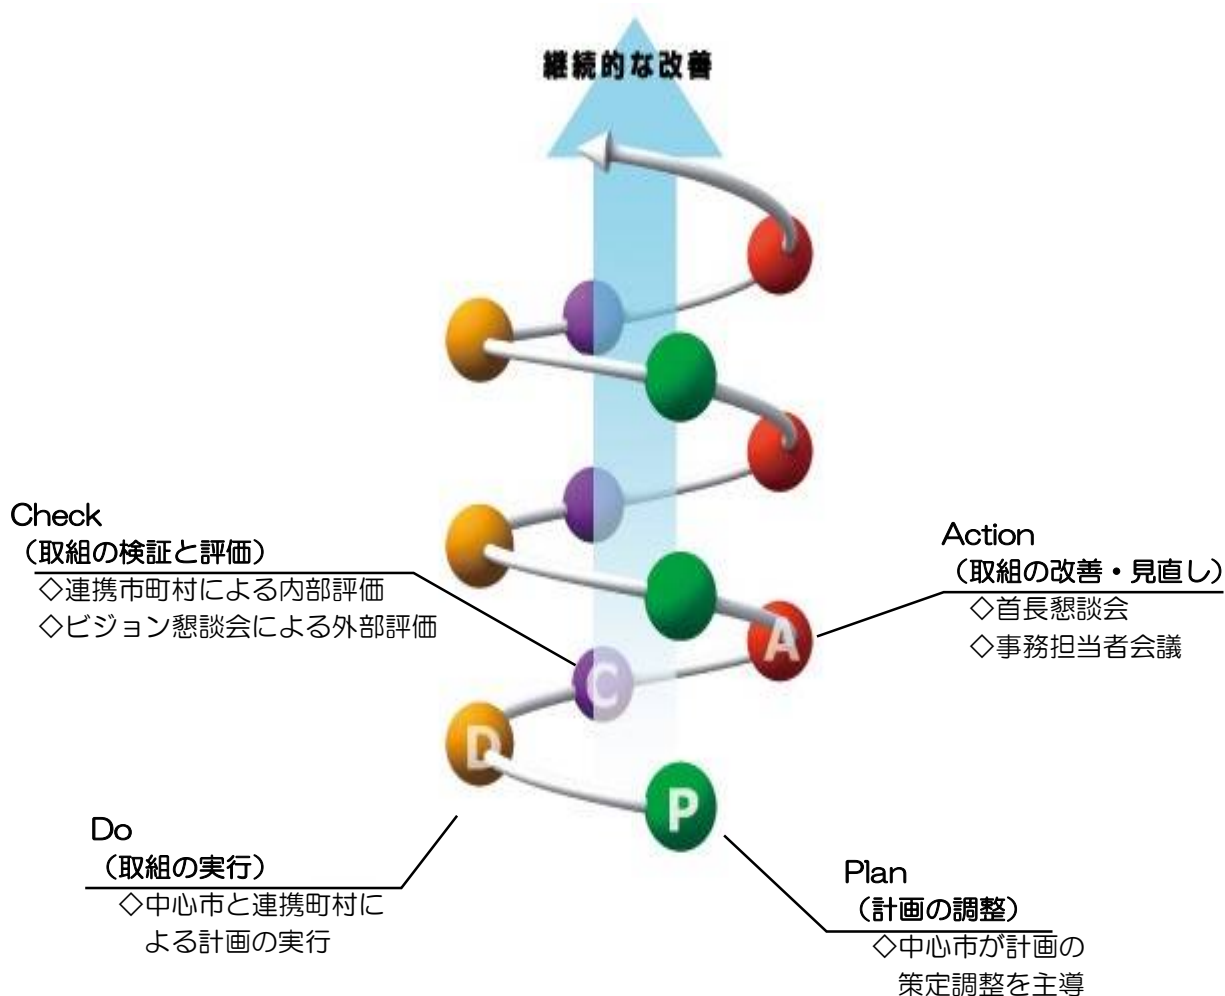 継続的な改善
Check
（取組の検証と評価）
◇連携市町村による内部評価
◇ビジョン懇談会による外部評価
Action
（取組の改善・見直し）
◇首長懇談会
◇事務担当者会議
A
C
D
P
Do
（取組の実行）
◇中心市と連携町村に
よる計画の実行
Plan
（計画の調整）
◇中心市が計画の
策定調整を主導